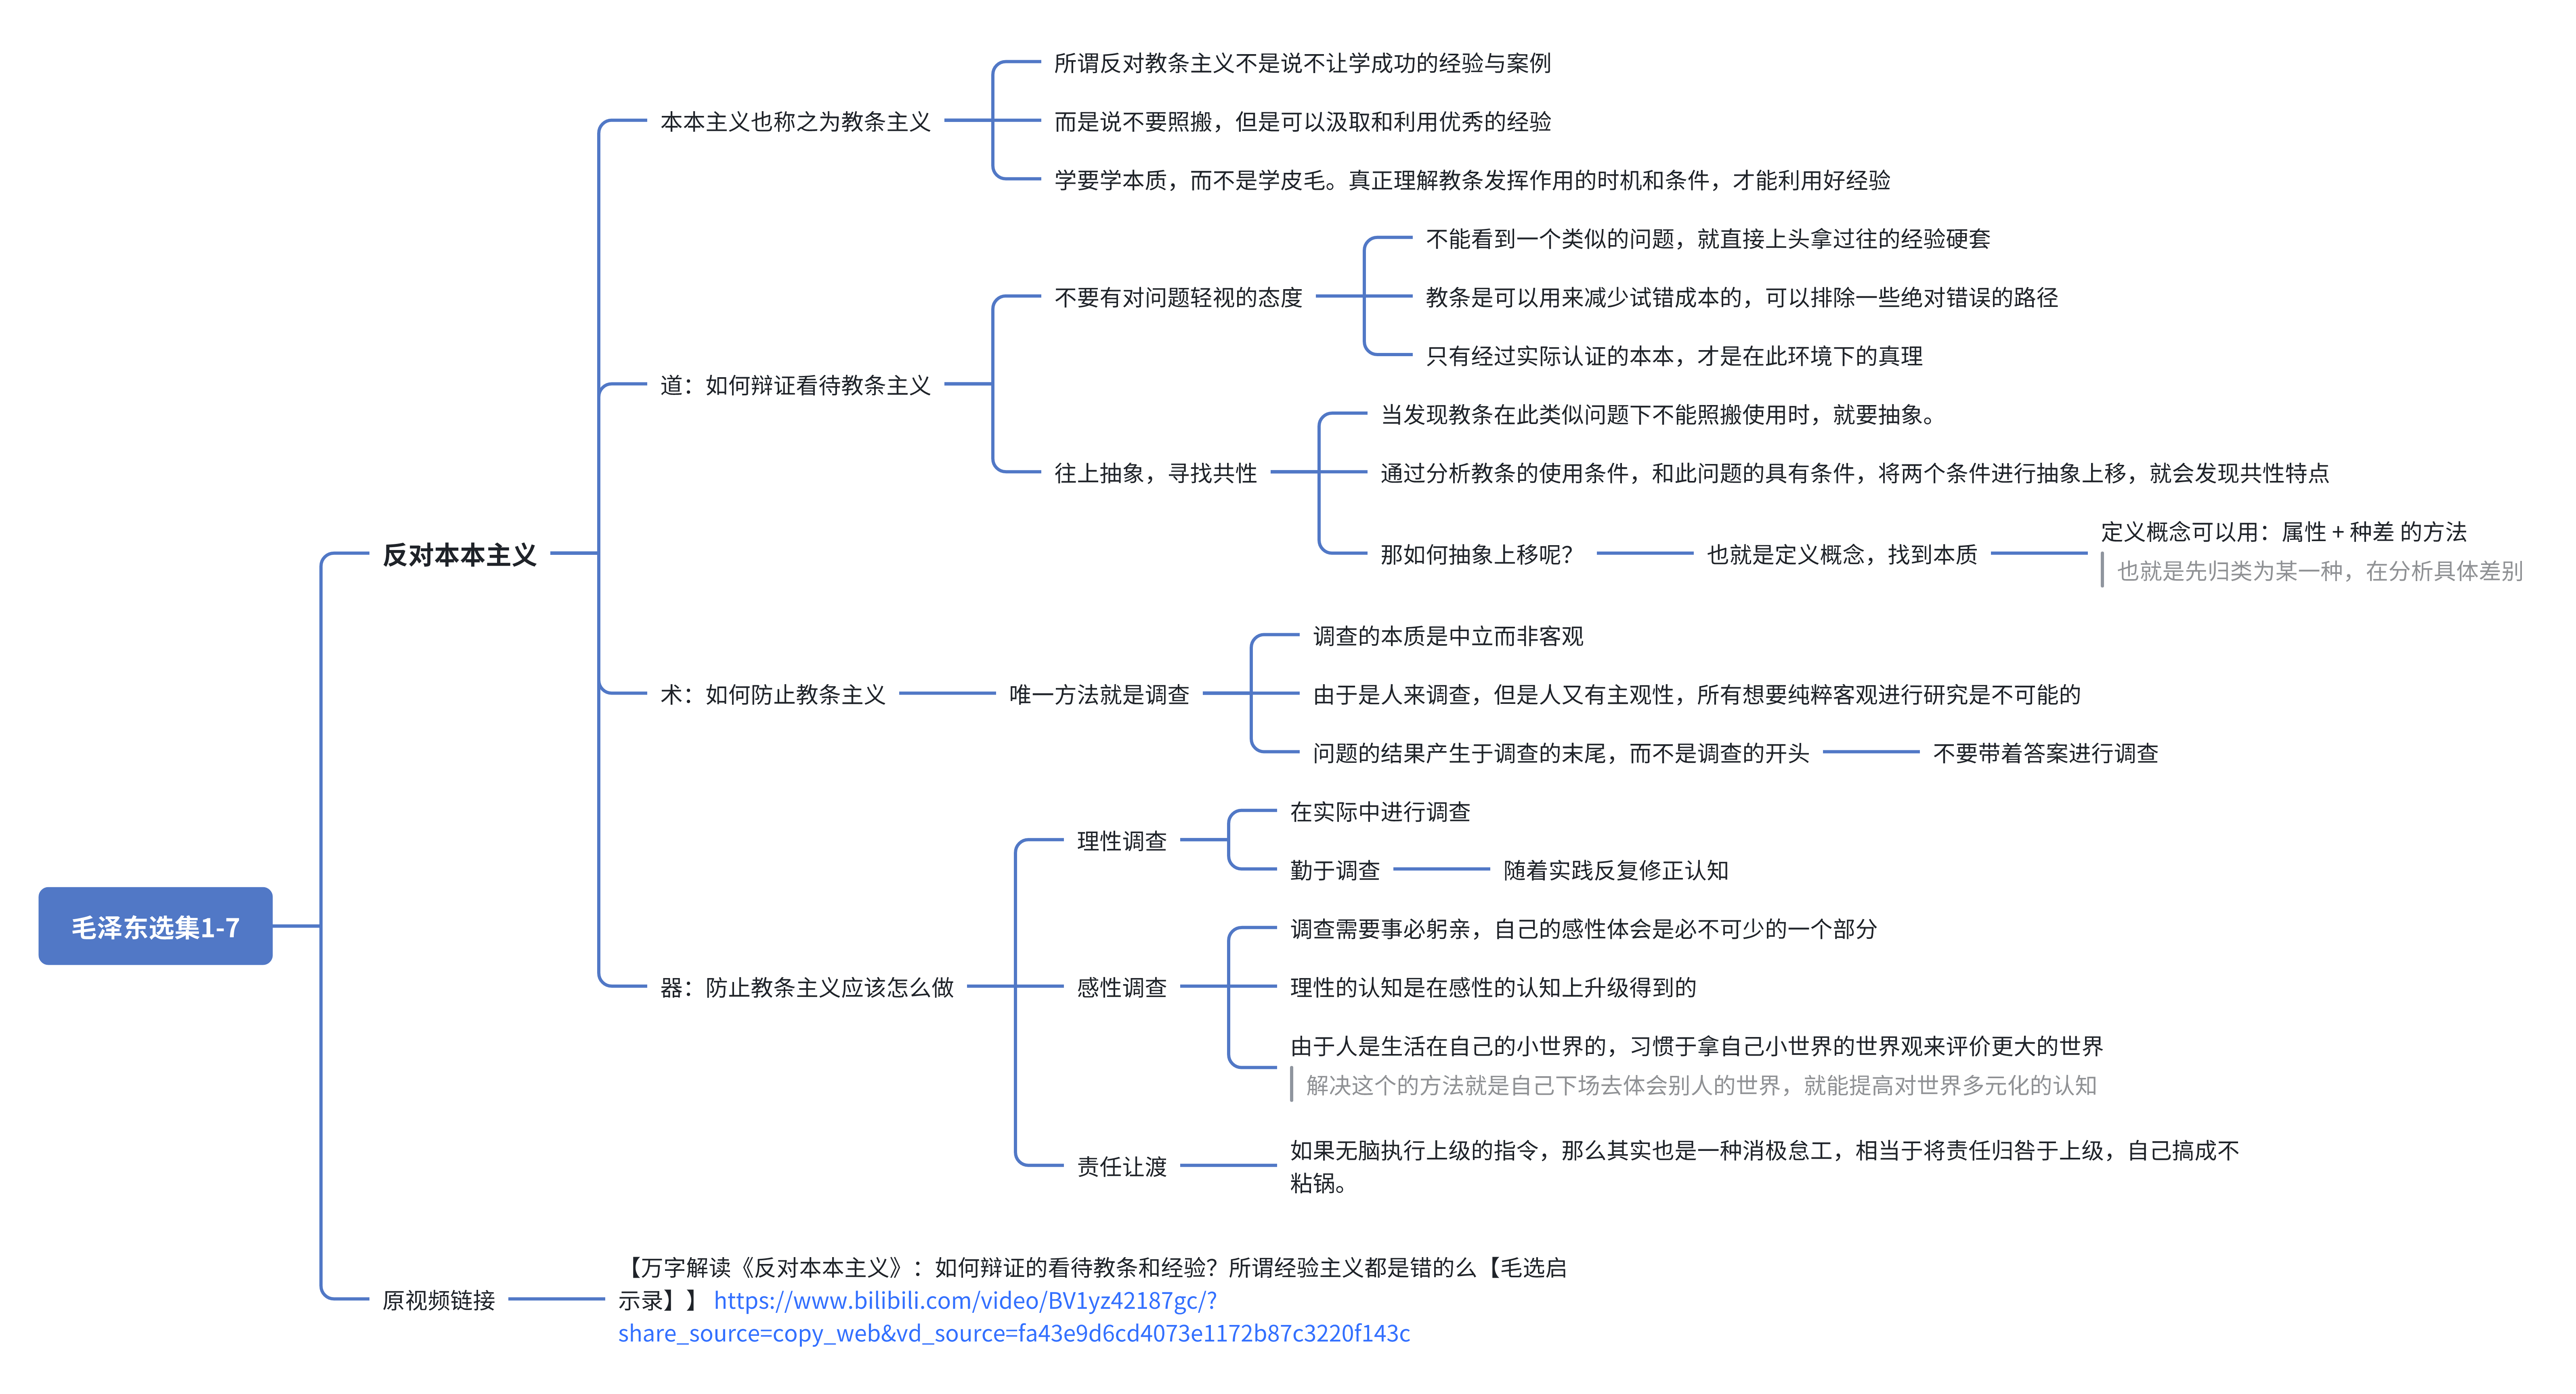 所谓反对教条主义不是说不让学成功的经验与案例
本本主义也称之为教条主义
而是说不要照搬，但是可以汲取和利用优秀的经验
学要学本质，而不是学皮毛。真正理解教条发挥作用的时机和条件，才能利用好经验
不能看到一个类似的问题，就直接上头拿过往的经验硬套
不要有对问题轻视的态度
教条是可以用来减少试错成本的，可以排除一些绝对错误的路径
只有经过实际认证的本本，才是在此环境下的真理
道：如何辩证看待教条主义
当发现教条在此类似问题下不能照搬使用时，就要抽象。
往上抽象，寻找共性
通过分析教条的使用条件，和此问题的具有条件，将两个条件进行抽象上移，就会发现共性特点
反对本本主义
那如何抽象上移呢？
也就是定义概念，找到本质
定义概念可以用：属性 + 种差 的方法
也就是先归类为某一种，在分析具体差别
调查的本质是中立而非客观
术：如何防止教条主义
唯一方法就是调查
由于是人来调查，但是人又有主观性，所有想要纯粹客观进行研究是不可能的
问题的结果产生于调查的末尾，而不是调查的开头
不要带着答案进行调查
理性调查
在实际中进行调查
勤于调查
随着实践反复修正认知
毛泽东选集1-7
调查需要事必躬亲，自己的感性体会是必不可少的一个部分
器：防止教条主义应该怎么做
感性调查
理性的认知是在感性的认知上升级得到的
由于人是生活在自己的小世界的，习惯于拿自己小世界的世界观来评价更大的世界
解决这个的方法就是自己下场去体会别人的世界，就能提高对世界多元化的认知
责任让渡
如果无脑执行上级的指令，那么其实也是一种消极怠工，相当于将责任归咎于上级，自己搞成不
粘锅。
原视频链接
【万字解读《反对本本主义》：如何辩证的看待教条和经验？所谓经验主义都是错的么【毛选启
示录】】 https://www.bilibili.com/video/BV1yz42187gc/?
share_source=copy_web&vd_source=fa43e9d6cd4073e1172b87c3220f143c